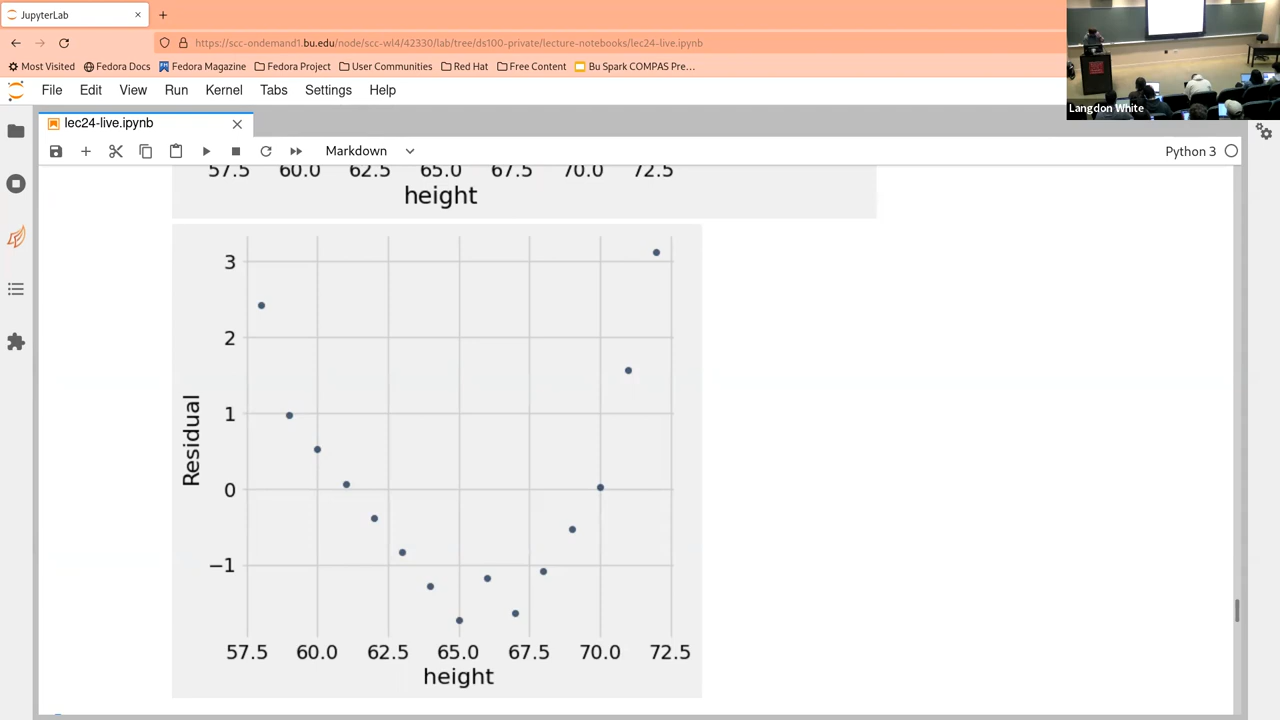 JupyterLab
https://scc-ondemand1.bu.edu/node/scc-wl4/42330/lab/tree/ds100-private/lecture-notebooks/lec24-live.ipynb
Most Visited Fedora Docs Fedora Magazine Fedora Project User Communities Red Hat Free Content Bu Spark COMPAS Pre…
Langdon White
File Edit View Run Kernel Tabs Settings Help
lec24-live.ipynb
Markdown Python 3
57.5 60.0 62.5 65.0 67.5 70.0 72.5
height
3
2
1
0
−1
Residual
57.5 60.0 62.5 65.0 67.5 70.0 72.5
height